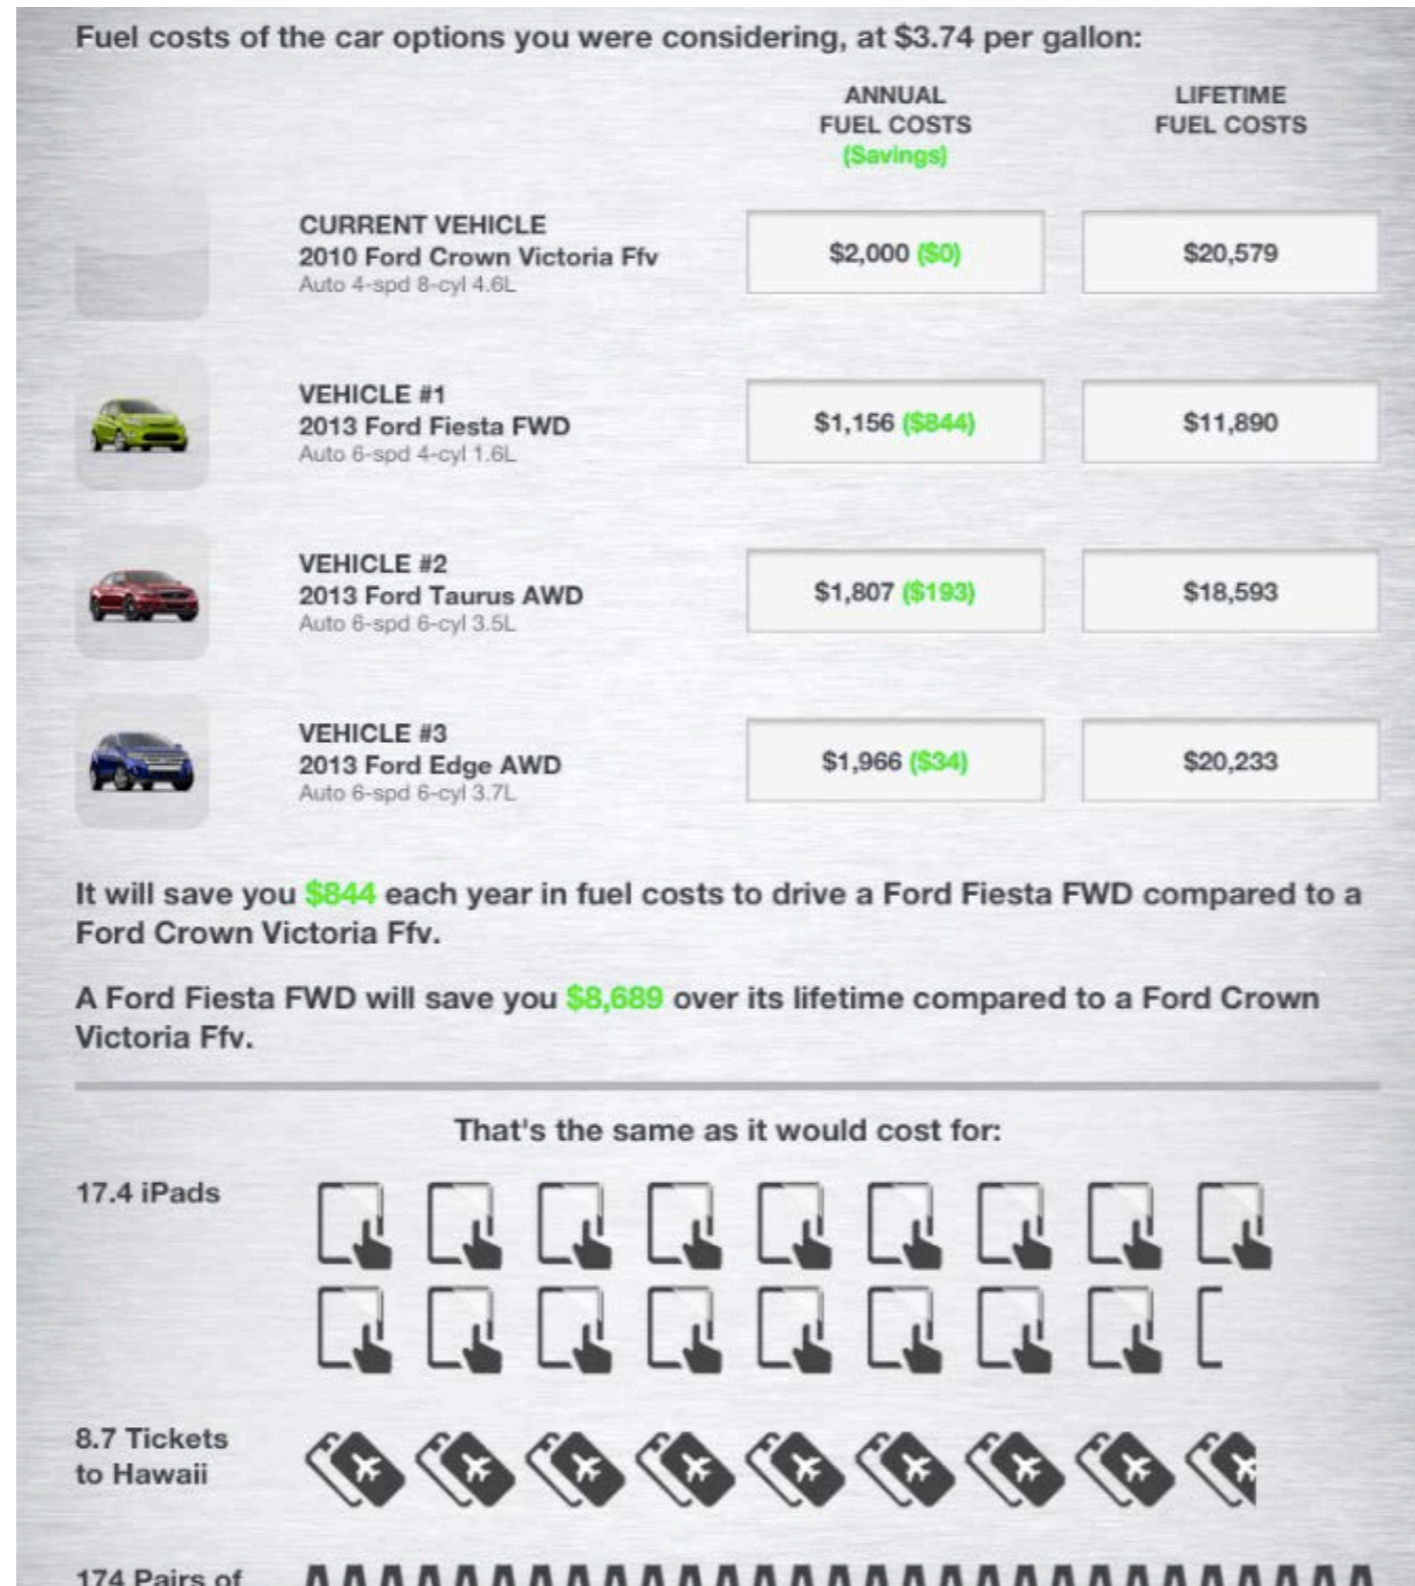 Fuel costs of the car options you were considering, at $3.74 per gallon:
ANNUAL
FUEL COSTS
(Savings)
LIFETIME
FUEL COSTS
CURRENT VEHICLE
2010 Ford Crown Victoria Ffv
Auto 4-spd 8-cyl 4.6L
$2,000 ($0)
$20,579
VEHICLE #1
2013 Ford Fiesta FWD
Auto 6-spd 4-cyl 1.6L
$1,156 ($844)
$11,890
VEHICLE #2
2013 Ford Taurus AWD
Auto 6-spd 6-cyl 3.5L
$1,807 ($193)
$18,593
VEHICLE #3
2013 Ford Edge AWD
Auto 6-spd 6-cyl 3.7L
$1,966 ($34)
$20,233
It will save you $844 each year in fuel costs to drive a Ford Fiesta FWD compared to a
Ford Crown Victoria Ffv.
A Ford Fiesta FWD will save you $8,689 over its lifetime compared to a Ford Crown
Victoria Ffv.
That's the same as it would cost for:
17.4 iPads
8.7 Tickets
to Hawaii
174 Pairs of